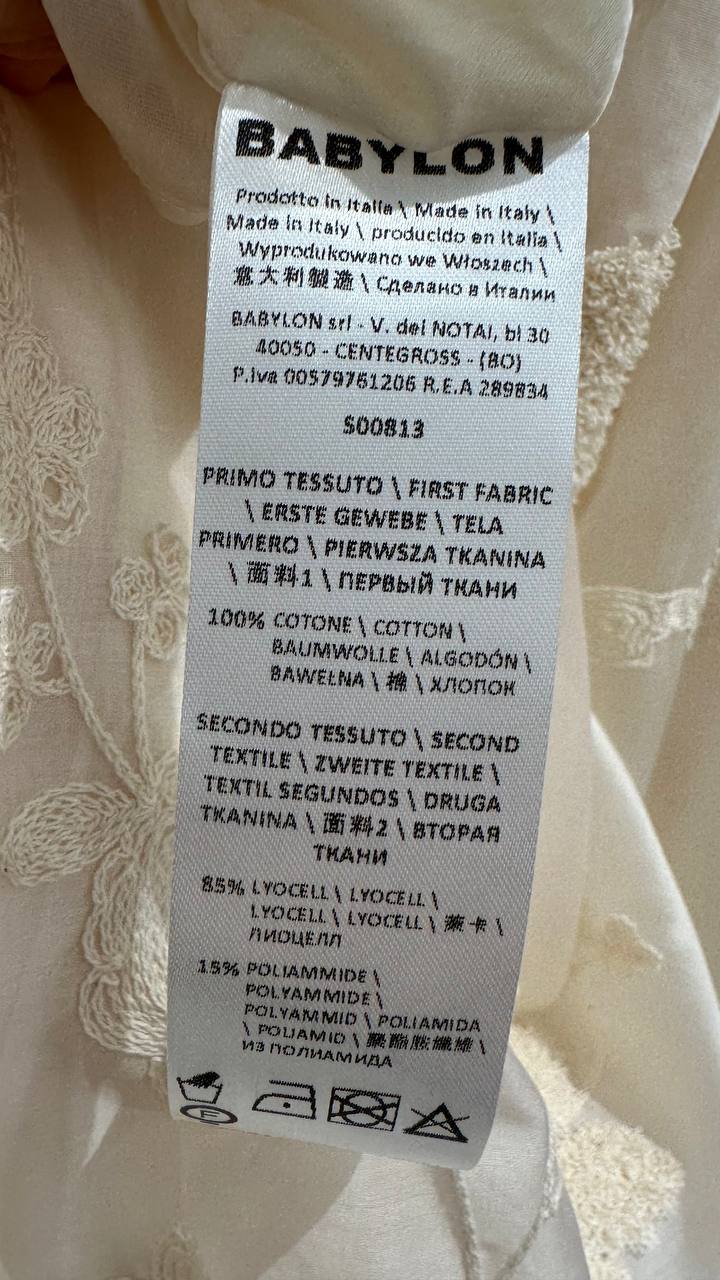 BABYLON
Prodotto in Italia \ Made in Italy \
Made in Italy \ producido en Italia \
Wyprodukowano we Włoszech \
意大利製造 \ Сделано в Италии
BABYLON srl - V. dei NOTAI, bl 30
40050 - CENTEGROSS - (BO)
P.Iva 00579761206 R.E.A 289834
S00813
PRIMO TESSUTO \ FIRST FABRIC
\ ERSTE GEWEBE \ TELA
PRIMERO \ PIERWSZA TKANINA
\ 面料1 \ ПЕРВЫЙ ТКАНИ
100% COTONE \ COTTON \
BAUMWOLLE \ ALGODÓN \
BAWEŁNA \ 棉 \ ХЛОПОК
SECONDO TESSUTO \ SECOND
TEXTILE \ ZWEITE TEXTILE \
TEXTIL SEGUNDOS \ DRUGA
TKANINA \ 面料2 \ ВТОРАЯ
ТКАНИ
85% LYOCELL \ LYOCELL \
LYOCELL \ LYOCELL \ 卡 \
ЛИОЦЕЛЛ
15% POLIAMMIDE \
POLYAMMIDE \
POLYAMMID \ POLIAMIDA
\ POLIAMID \ 聚酰胺纖維 \
ИЗ ПОЛИАМИДА
F